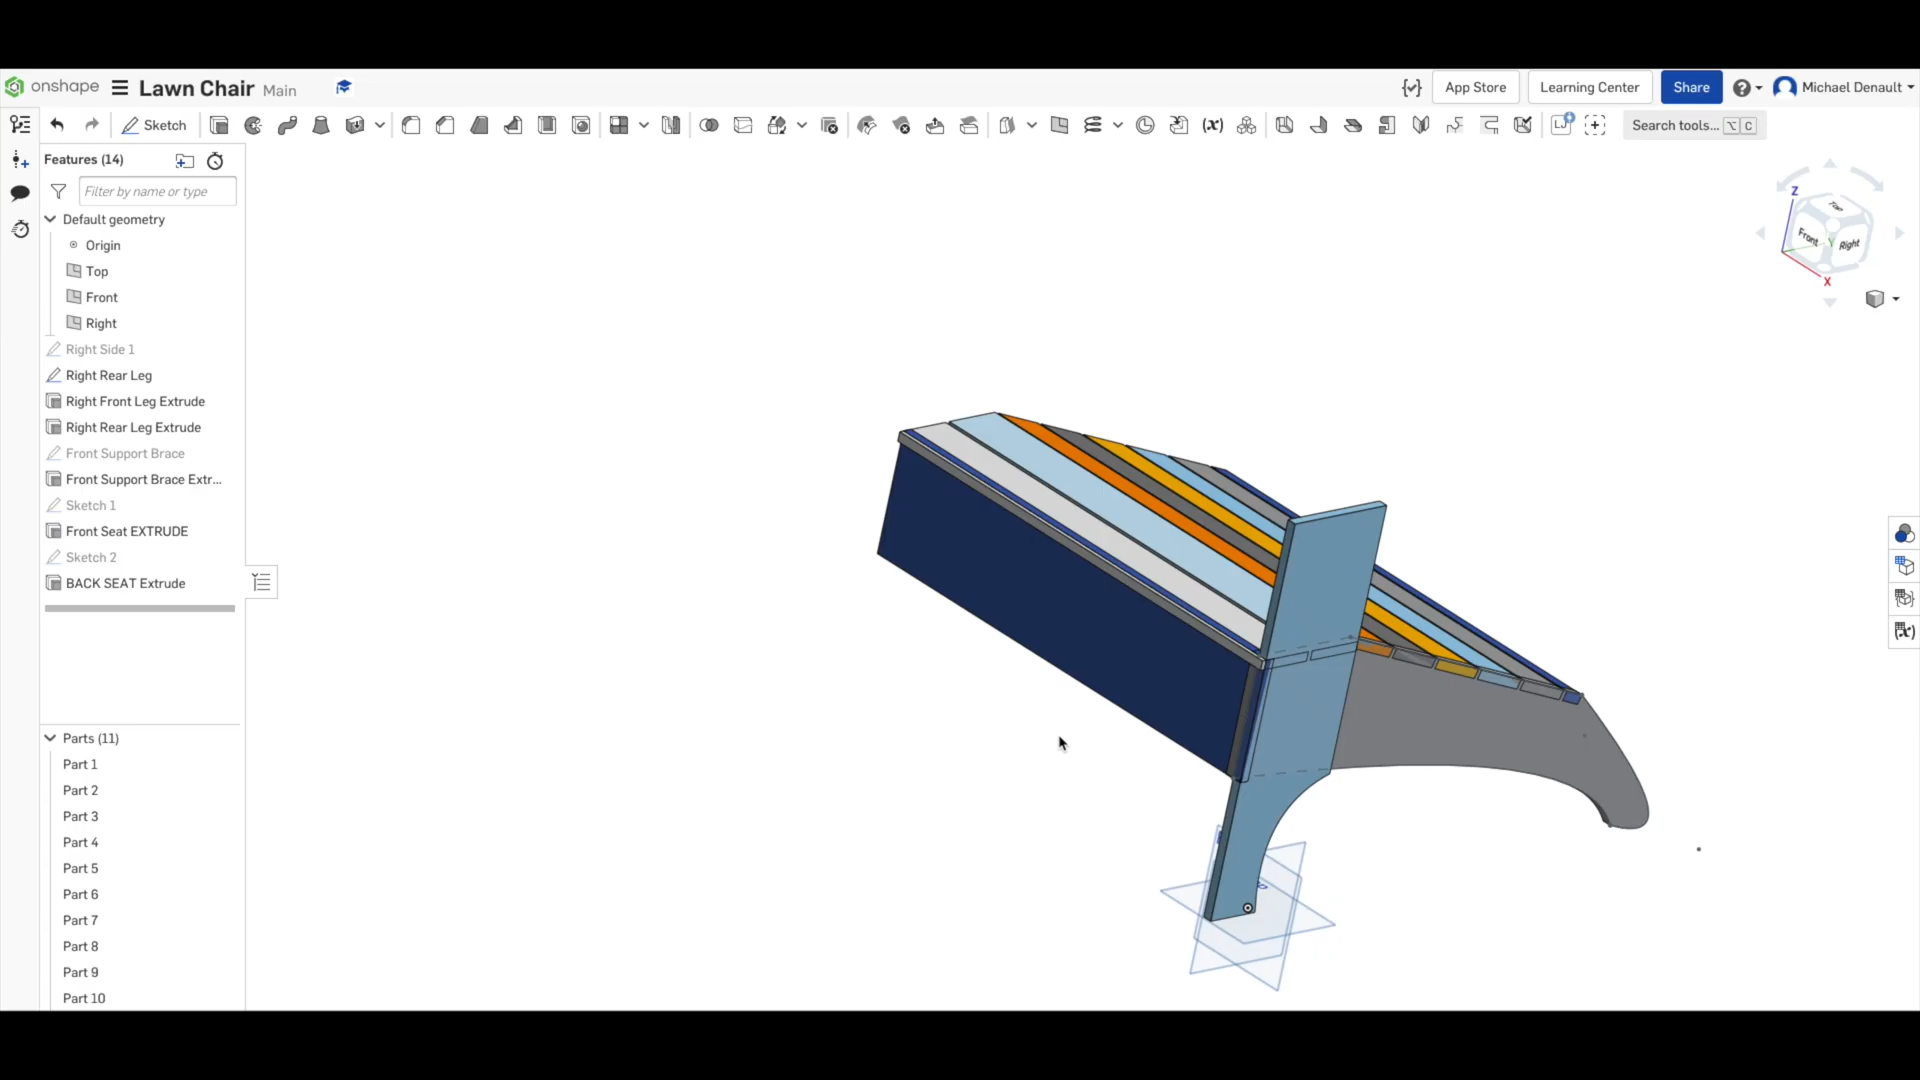 onshape Lawn Chair Main App Store Learning Center Share Michael Denault
Sketch Search tools... ⌥ C
Features (14)
Filter by name or type
Default geometry
Origin
Top
Front
Right
Right Side 1
Right Rear Leg
Right Front Leg Extrude
Right Rear Leg Extrude
Front Support Brace
Front Support Brace Extr...
Sketch 1
Front Seat EXTRUDE
Sketch 2
BACK SEAT Extrude
Parts (11)
Part 1
Part 2
Part 3
Part 4
Part 5
Part 6
Part 7
Part 8
Part 9
Part 10
Z
Top
Front
Y
Right
X